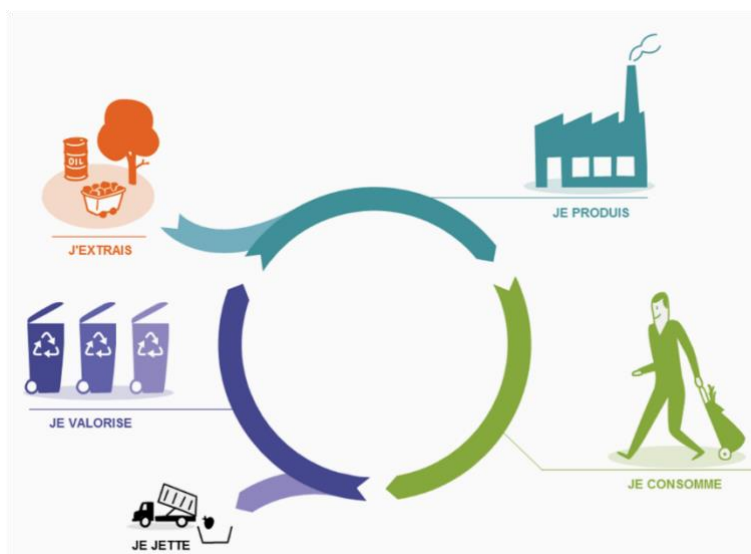 OIL
J'EXTRAIS
JE PRODUIS
JE VALORISE
JE CONSOMME
JE JETTE